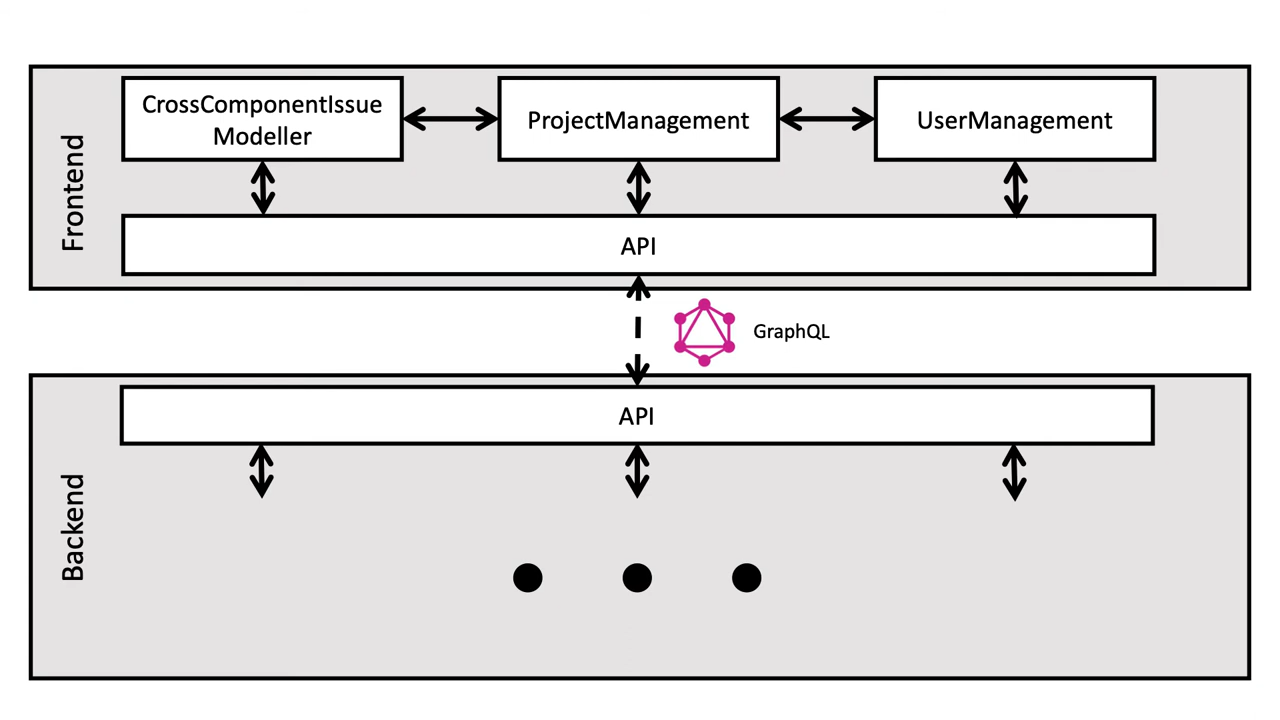 Frontend
CrossComponentIssue
Modeller
ProjectManagement
UserManagement
API
GraphQL
Backend
API